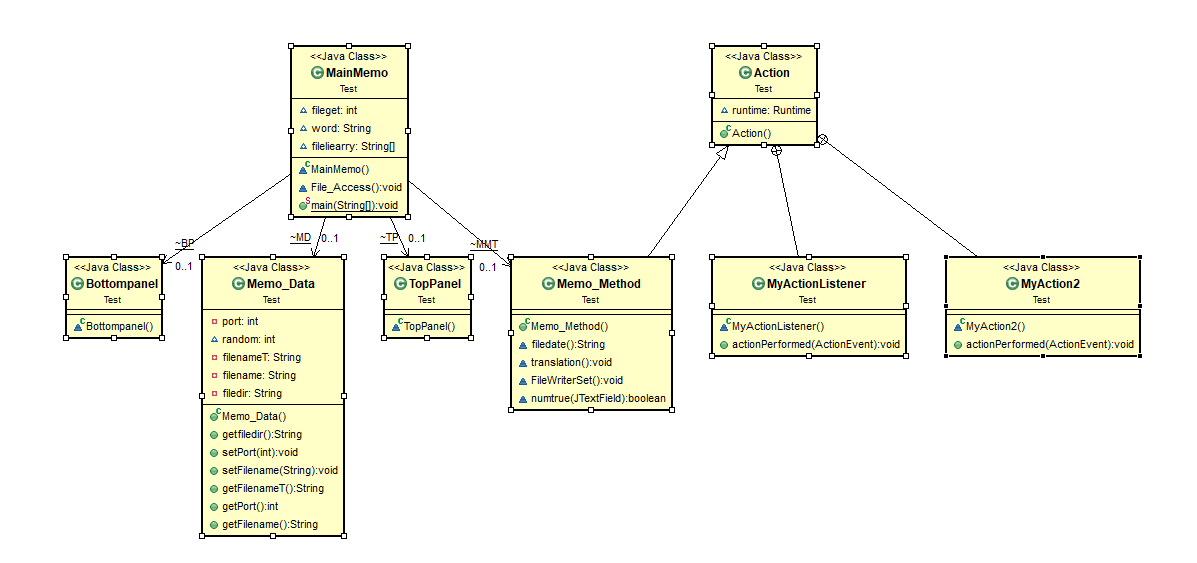 <<Java Class>>
MainMemo
Test
fileget: int
word: String
fileliearry: String[]
MainMemo()
File_Access():void
main(String[]):void
<<Java Class>>
Action
Test
runtime: Runtime
Action()
~BP
0..1
~MD
0..1
~TP
0..1
~MMT
0..1
<<Java Class>>
Bottompanel
Test
Bottompanel()
<<Java Class>>
Memo_Data
Test
port: int
random: int
filenameT: String
filename: String
filedir: String
Memo_Data()
getfiledir():String
setPort(int):void
setFilename(String):void
getFilenameT():String
getPort():int
getFilename():String
<<Java Class>>
TopPanel
Test
TopPanel()
<<Java Class>>
Memo_Method
Test
Memo_Method()
filedate():String
translation():void
FileWriterSet():void
numtrue(JTextField):boolean
<<Java Class>>
MyActionListener
Test
MyActionListener()
actionPerformed(ActionEvent):void
<<Java Class>>
MyAction2
Test
MyAction2()
actionPerformed(ActionEvent):void